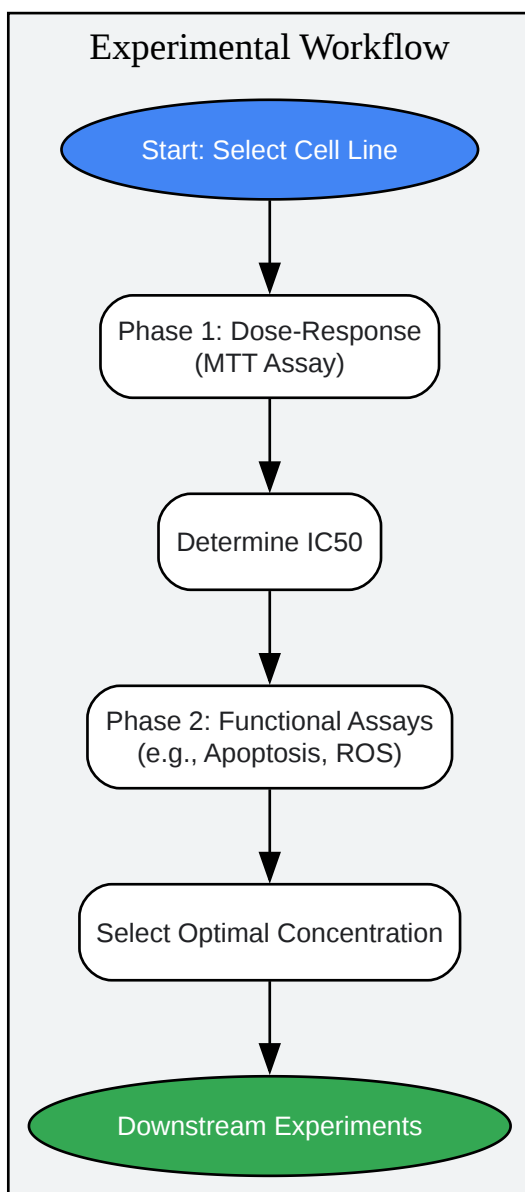 Experimental Workflow
Start: Select Cell Line
Phase 1: Dose-Response
(MTT Assay)
Determine IC50
Phase 2: Functional Assays
(e.g., Apoptosis, ROS)
Select Optimal Concentration
Downstream Experiments